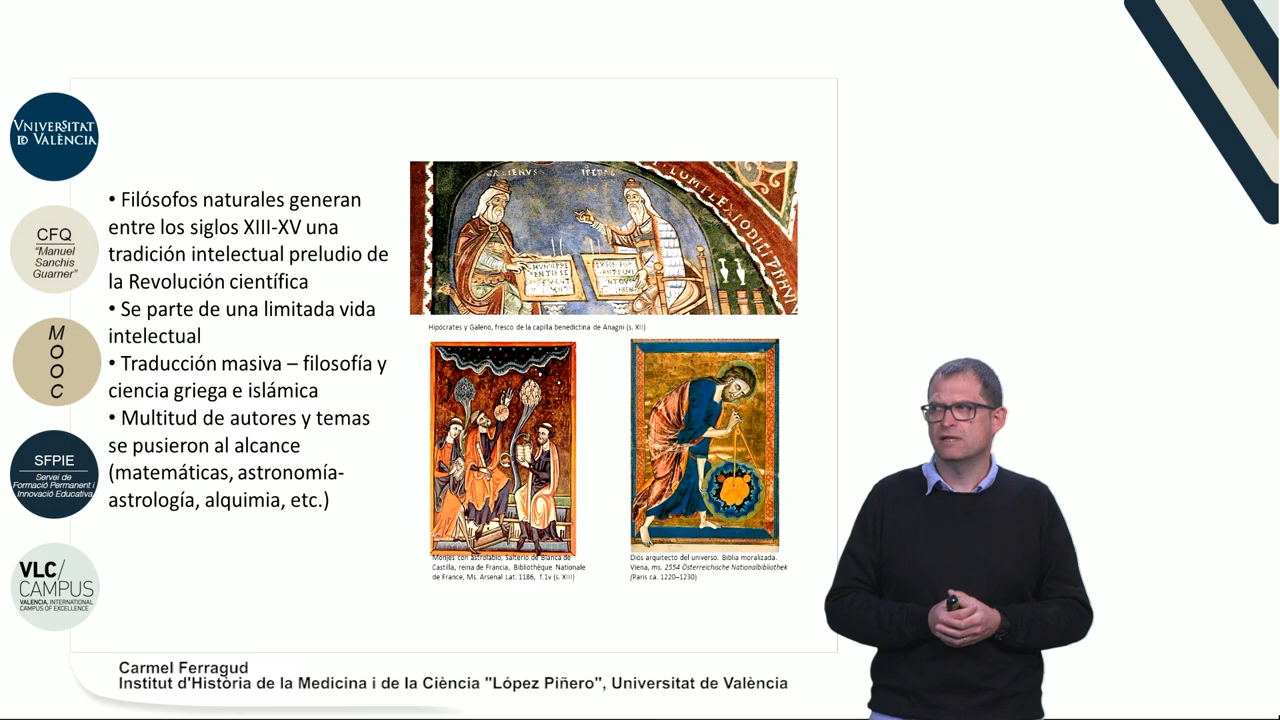 VNIVERSITAT
ID VALÈNCIA
CFQ
"Manuel
Sanchis
Guarner"
M
O
O
C
SFPIE
Servei de
Formació Permanent i
Innovació Educativa
VLC/
CAMPUS
VALENCIA, INTERNATIONAL
CAMPUS OF EXCELLENCE
• Filósofos naturales generan
entre los siglos XIII-XV una
tradición intelectual preludio de
la Revolución científica
• Se parte de una limitada vida
intelectual
• Traducción masiva – filosofía y
ciencia griega e islámica
• Multitud de autores y temas
se pusieron al alcance
(matemáticas, astronomía-
astrología, alquimia, etc.)
Hipócrates y Galeno, fresco de la capilla benedictina de Anagni (s. XII)
Monjes con astrolabio, Salterio de Blanca de
Castilla, reina de Francia, Bibliothèque Nationale
de France, Ms. Arsenal Lat. 1186, f.1v (s. XIII)
Dios arquitecto del universo. Biblia moralizada.
Viena, ms. 2554 Österreichische Nationalbibliothek
(Paris ca. 1220–1230)
Carmel Ferragud
Institut d'Història de la Medicina i de la Ciència "López Piñero", Universitat de València